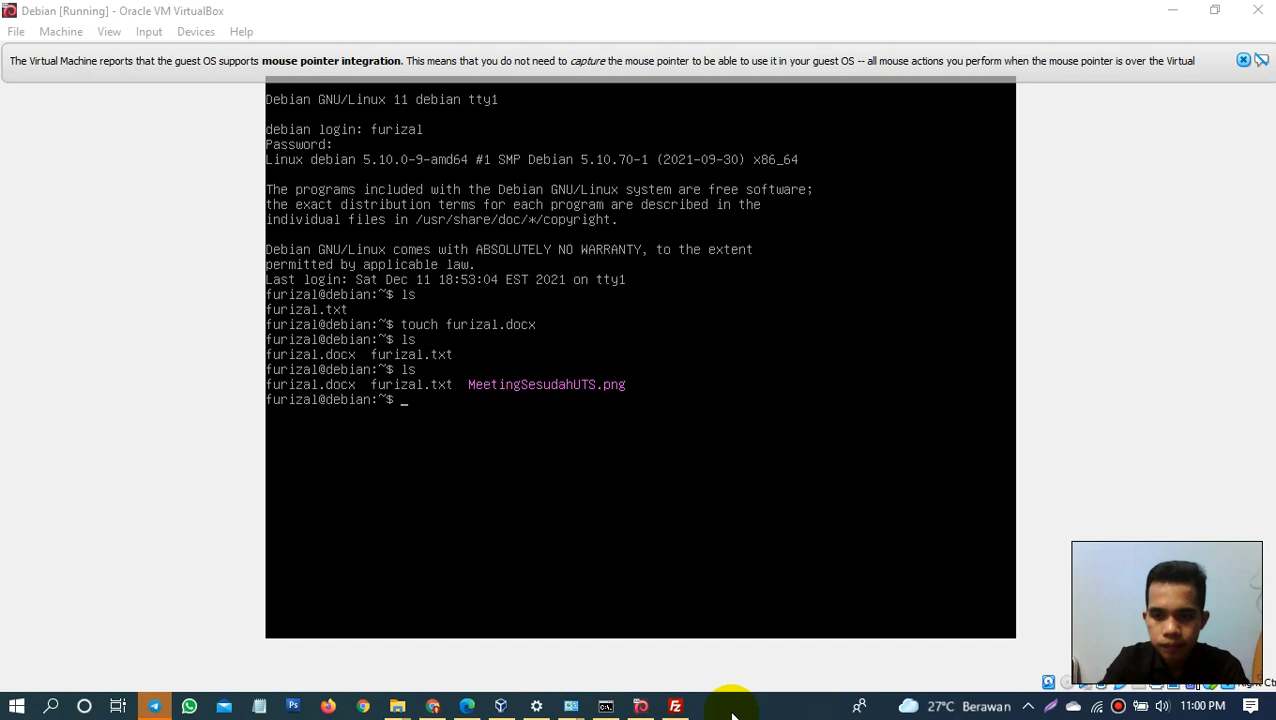 Debian [Running] - Oracle VM VirtualBox
File Machine View Input Devices Help
The Virtual Machine reports that the guest OS supports mouse pointer integration. This means that you do not need to capture the mouse pointer to be able to use it in your guest OS -- all mouse actions you perform when the mouse pointer is over the Virtual
Debian GNU/Linux 11 debian tty1
debian login: furizal
Password:
Linux debian 5.10.0-9-amd64 #1 SMP Debian 5.10.70-1 (2021-09-30) x86_64
The programs included with the Debian GNU/Linux system are free software;
the exact distribution terms for each program are described in the
individual files in /usr/share/doc/*/copyright.
Debian GNU/Linux comes with ABSOLUTELY NO WARRANTY, to the extent
permitted by applicable law.
Last login: Sat Dec 11 18:53:04 EST 2021 on tty1
furizal@debian:~$ ls
furizal.txt
furizal@debian:~$ touch furizal.docx
furizal@debian:~$ ls
furizal.docx furizal.txt
furizal@debian:~$ ls
furizal.docx furizal.txt MeetingSesudahUTS.png
furizal@debian:~$ _
Right Ctrl
Ps
C:\
Fz
27°C Berawan
11:00 PM